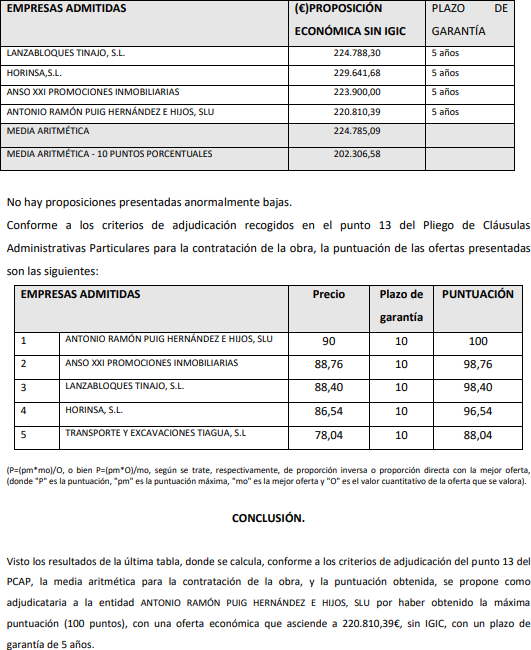 EMPRESAS ADMITIDAS (€)PROPOSICIÓN ECONÓMICA SIN IGIC PLAZO DE GARANTÍA
LANZABLOQUES TINAJO, S.L. 224.788,30 5 años
HORINSA,S.L. 229.641,68 5 años
ANSO XXI PROMOCIONES INMOBILIARIAS 223.900,00 5 años
ANTONIO RAMÓN PUIG HERNÁNDEZ E HIJOS, SLU 220.810,39 5 años
MEDIA ARITMÉTICA 224.785,09
MEDIA ARITMÉTICA - 10 PUNTOS PORCENTUALES 202.306,58
No hay proposiciones presentadas anormalmente bajas.
Conforme a los criterios de adjudicación recogidos en el punto 13 del Pliego de Cláusulas
Administrativas Particulares para la contratación de la obra, la puntuación de las ofertas presentadas
son las siguientes:
EMPRESAS ADMITIDAS Precio Plazo de garantía PUNTUACIÓN
1 ANTONIO RAMÓN PUIG HERNÁNDEZ E HIJOS, SLU 90 10 100
2 ANSO XXI PROMOCIONES INMOBILIARIAS 88,76 10 98,76
3 LANZABLOQUES TINAJO, S.L. 88,40 10 98,40
4 HORINSA, S.L. 86,54 10 96,54
5 TRANSPORTE Y EXCAVACIONES TIAGUA, S.L 78,04 10 88,04
(P=(pm*mo)/O, o bien P=(pm*O)/mo, según se trate, respectivamente, de proporción inversa o proporción directa con la mejor oferta,
(donde "P" es la puntuación, "pm" es la puntuación máxima, "mo" es la mejor oferta y "O" es el valor cuantitativo de la oferta que se valora).
CONCLUSIÓN.
Visto los resultados de la última tabla, donde se calcula, conforme a los criterios de adjudicación del punto 13 del
PCAP, la media aritmética para la contratación de la obra, y la puntuación obtenida, se propone como
adjudicataria a la entidad ANTONIO RAMÓN PUIG HERNÁNDEZ E HIJOS, SLU por haber obtenido la máxima
puntuación (100 puntos), con una oferta económica que asciende a 220.810,39€, sin IGIC, con un plazo de
garantía de 5 años.